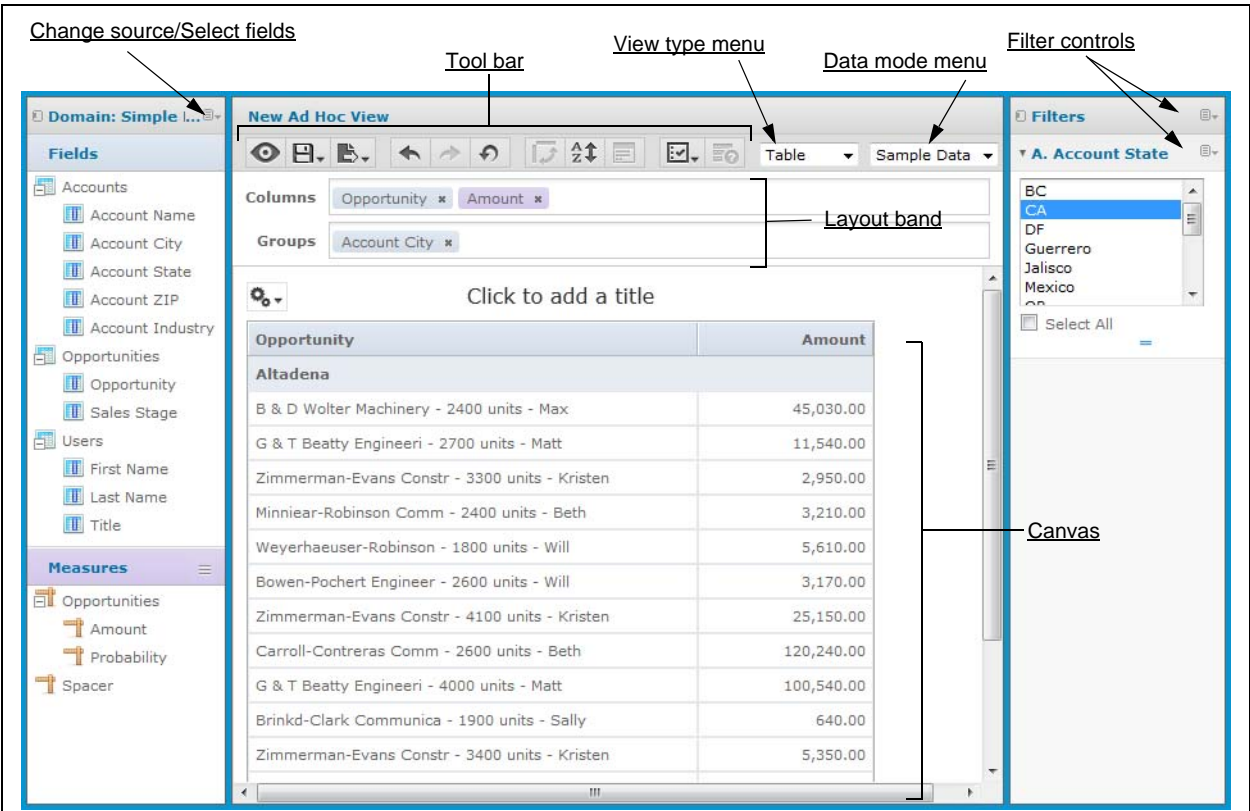 Change source/Select fields
Tool bar
View type menu
Data mode menu
Filter controls
Domain: Simple
Fields
Accounts
Account Name
Account City
Account State
Account ZIP
Account Industry
Opportunities
Opportunity
Sales Stage
Users
First Name
Last Name
Title
Measures
Opportunities
Amount
Probability
Spacer
New Ad Hoc View
Table
Sample Data
Columns Opportunity Amount
Groups Account City
Layout band
Click to add a title
Opportunity Amount
Altadena
B & D Wolter Machinery - 2400 units - Max 45,030.00
G & T Beatty Engineeri - 2700 units - Matt 11,540.00
Zimmerman-Evans Constr - 3300 units - Kristen 2,950.00
Minniear-Robinson Comm - 2400 units - Beth 3,210.00
Weyerhaeuser-Robinson - 1800 units - Will 5,610.00
Bowen-Pochert Engineer - 2600 units - Will 3,170.00
Zimmerman-Evans Constr - 4100 units - Kristen 25,150.00
Carroll-Contreras Comm - 2600 units - Beth 120,240.00
G & T Beatty Engineeri - 4000 units - Matt 100,540.00
Brinkd-Clark Communica - 1900 units - Sally 640.00
Zimmerman-Evans Constr - 3400 units - Kristen 5,350.00
Canvas
Filters
A. Account State
BC
CA
DF
Guerrero
Jalisco
Mexico
Select All